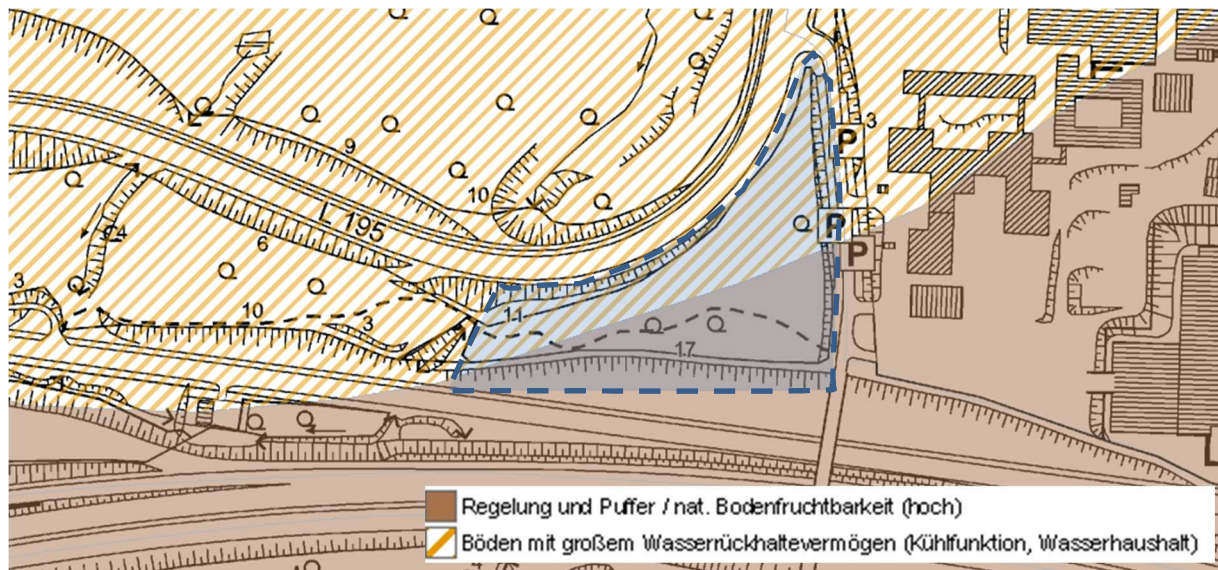 9
3
P
10
L 195
6
P
P
3
10
3
11
17
Regelung und Puffer / nat. Bodenfruchtbarkeit (hoch)
Böden mit großem Wasserrückhaltevermögen (Kühlfunktion, Wasserhaushalt)